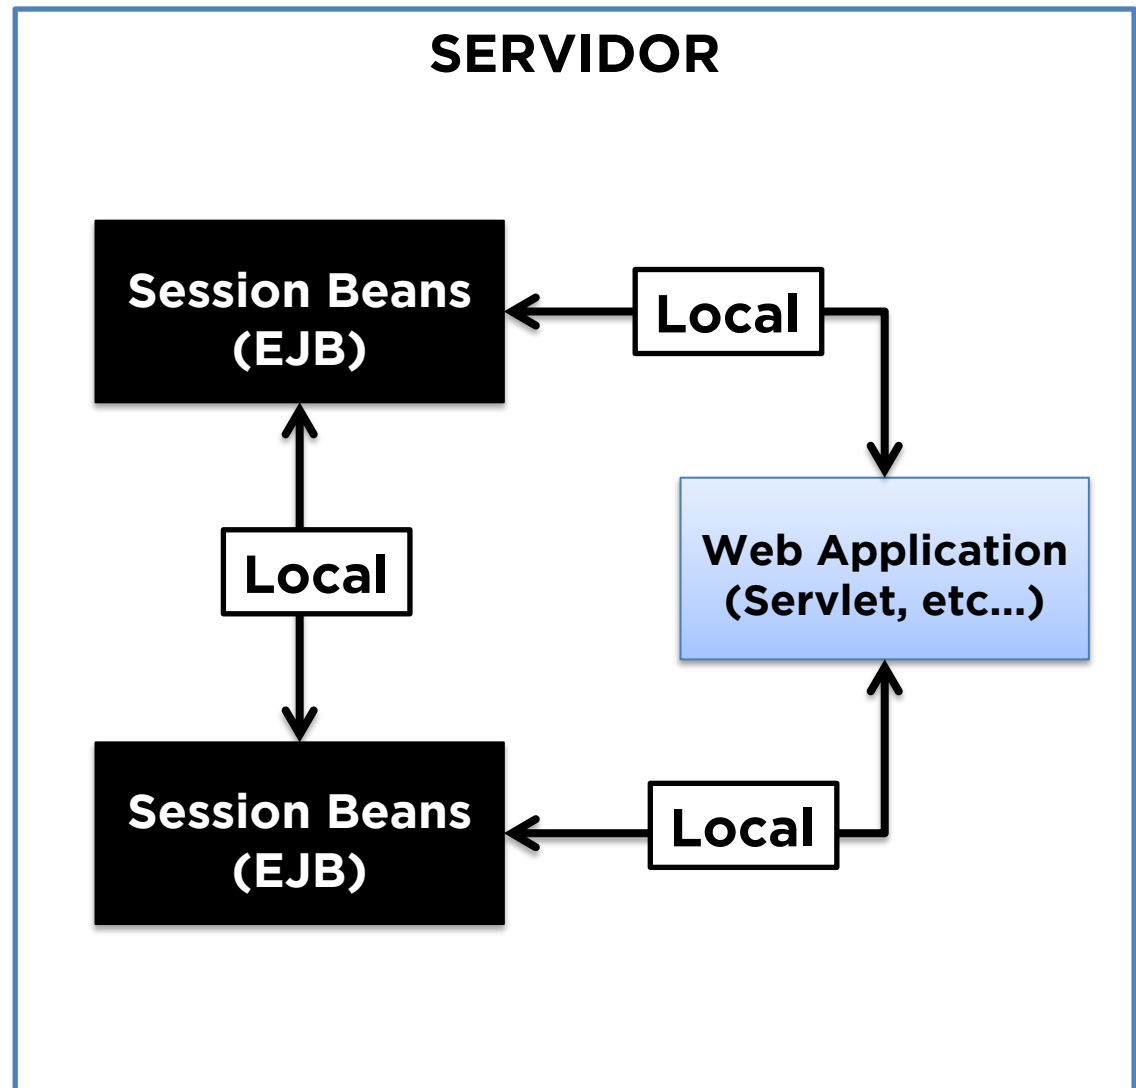 SERVIDOR
Session Beans
(EJB)
Local
Web Application
(Servlet, etc...)
Local
Session Beans
(EJB)
Local